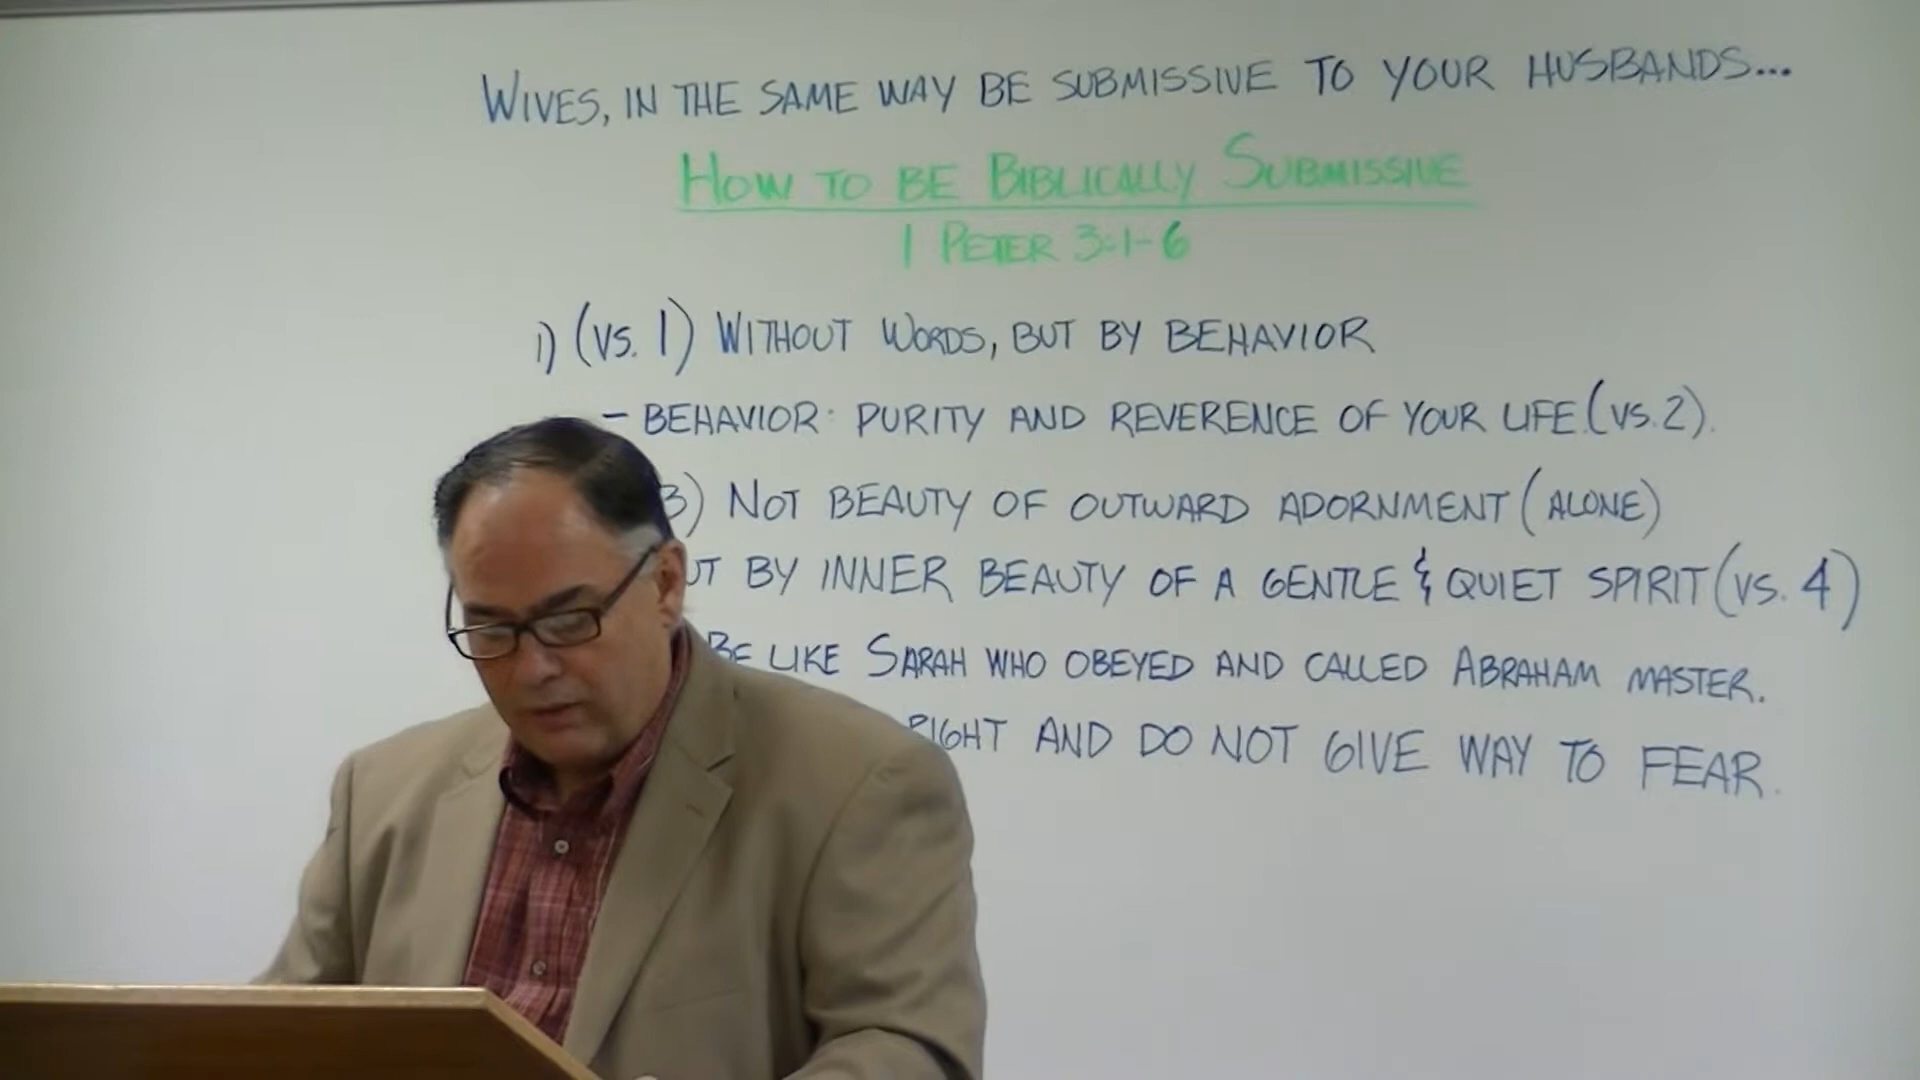 WIVES, IN THE SAME WAY BE SUBMISSIVE TO YOUR HUSBANDS...
HOW TO BE BIBLICALLY SUBMISSIVE
1 PETER 3:1-6
1) (VS. 1) WITHOUT WORDS, BUT BY BEHAVIOR
- BEHAVIOR: PURITY AND REVERENCE OF YOUR LIFE. (VS. 2).
3) NOT BEAUTY OF OUTWARD ADORNMENT (ALONE)
BY INNER BEAUTY OF A GENTLE & QUIET SPIRIT (VS. 4)
BE LIKE SARAH WHO OBEYED AND CALLED ABRAHAM MASTER.
RIGHT AND DO NOT GIVE WAY TO FEAR.